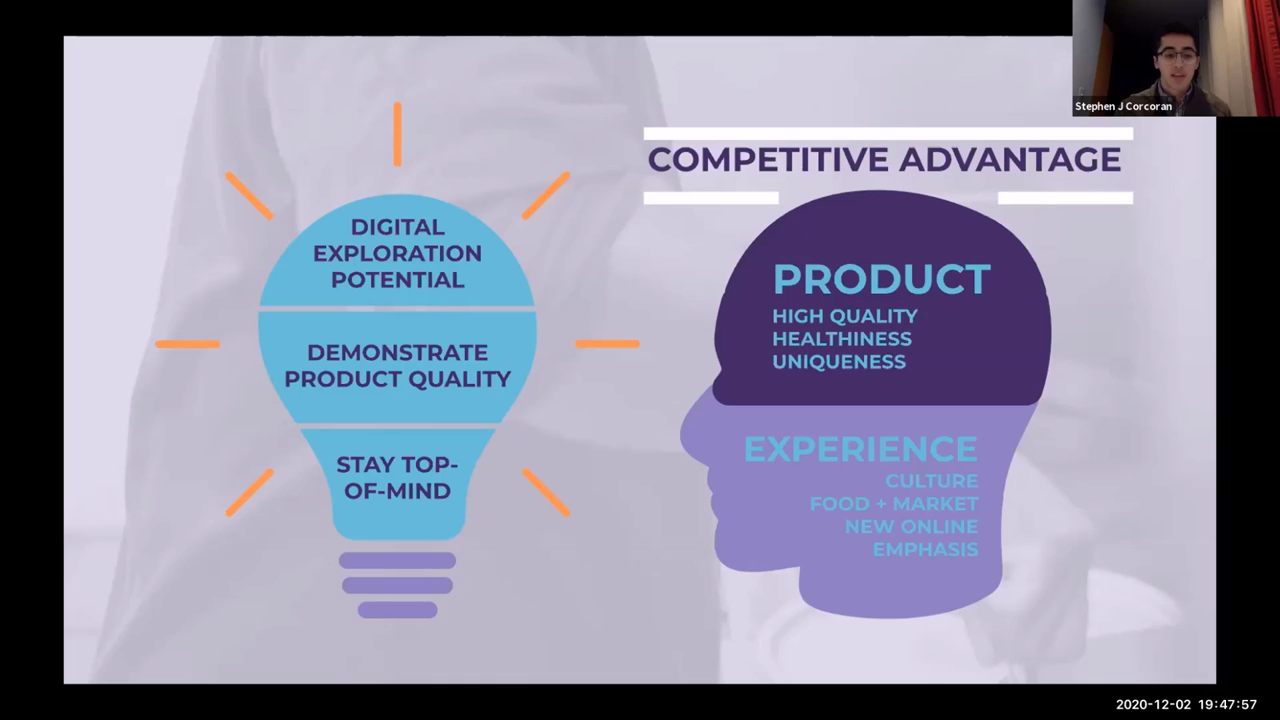 Stephen J Corcoran
COMPETITIVE ADVANTAGE
DIGITAL
EXPLORATION
POTENTIAL
DEMONSTRATE
PRODUCT QUALITY
STAY TOP-
OF-MIND
PRODUCT
HIGH QUALITY
HEALTHINESS
UNIQUENESS
EXPERIENCE
CULTURE
FOOD + MARKET
NEW ONLINE
EMPHASIS
2020-12-02 19:47:57